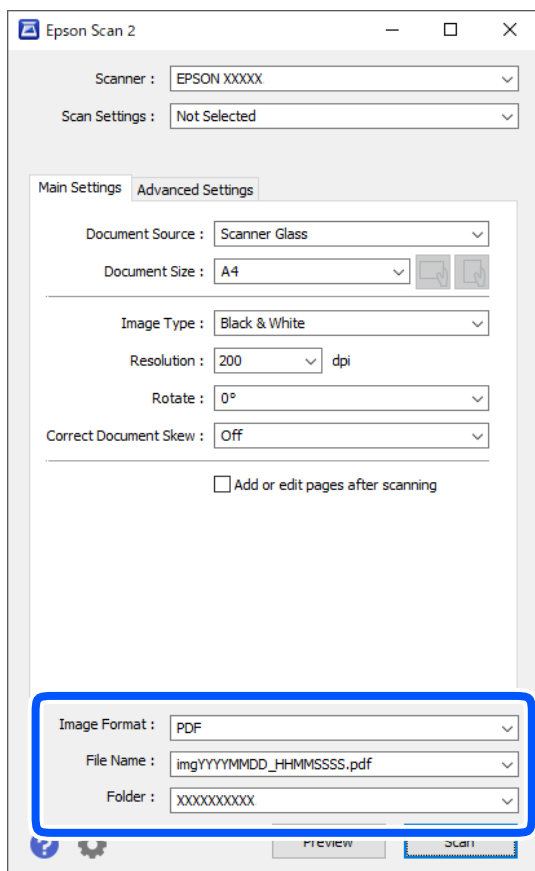 Epson Scan 2
Scanner : EPSON XXXXX
Scan Settings : Not Selected
Main Settings Advanced Settings
Document Source : Scanner Glass
Document Size : A4
Image Type : Black & White
Resolution : 200 dpi
Rotate : 0°
Correct Document Skew : Off
Add or edit pages after scanning
Image Format : PDF
File Name : imgYYYYMMDD_HHMMSSSS.pdf
Folder : XXXXXXXXXX
? Preview Scan